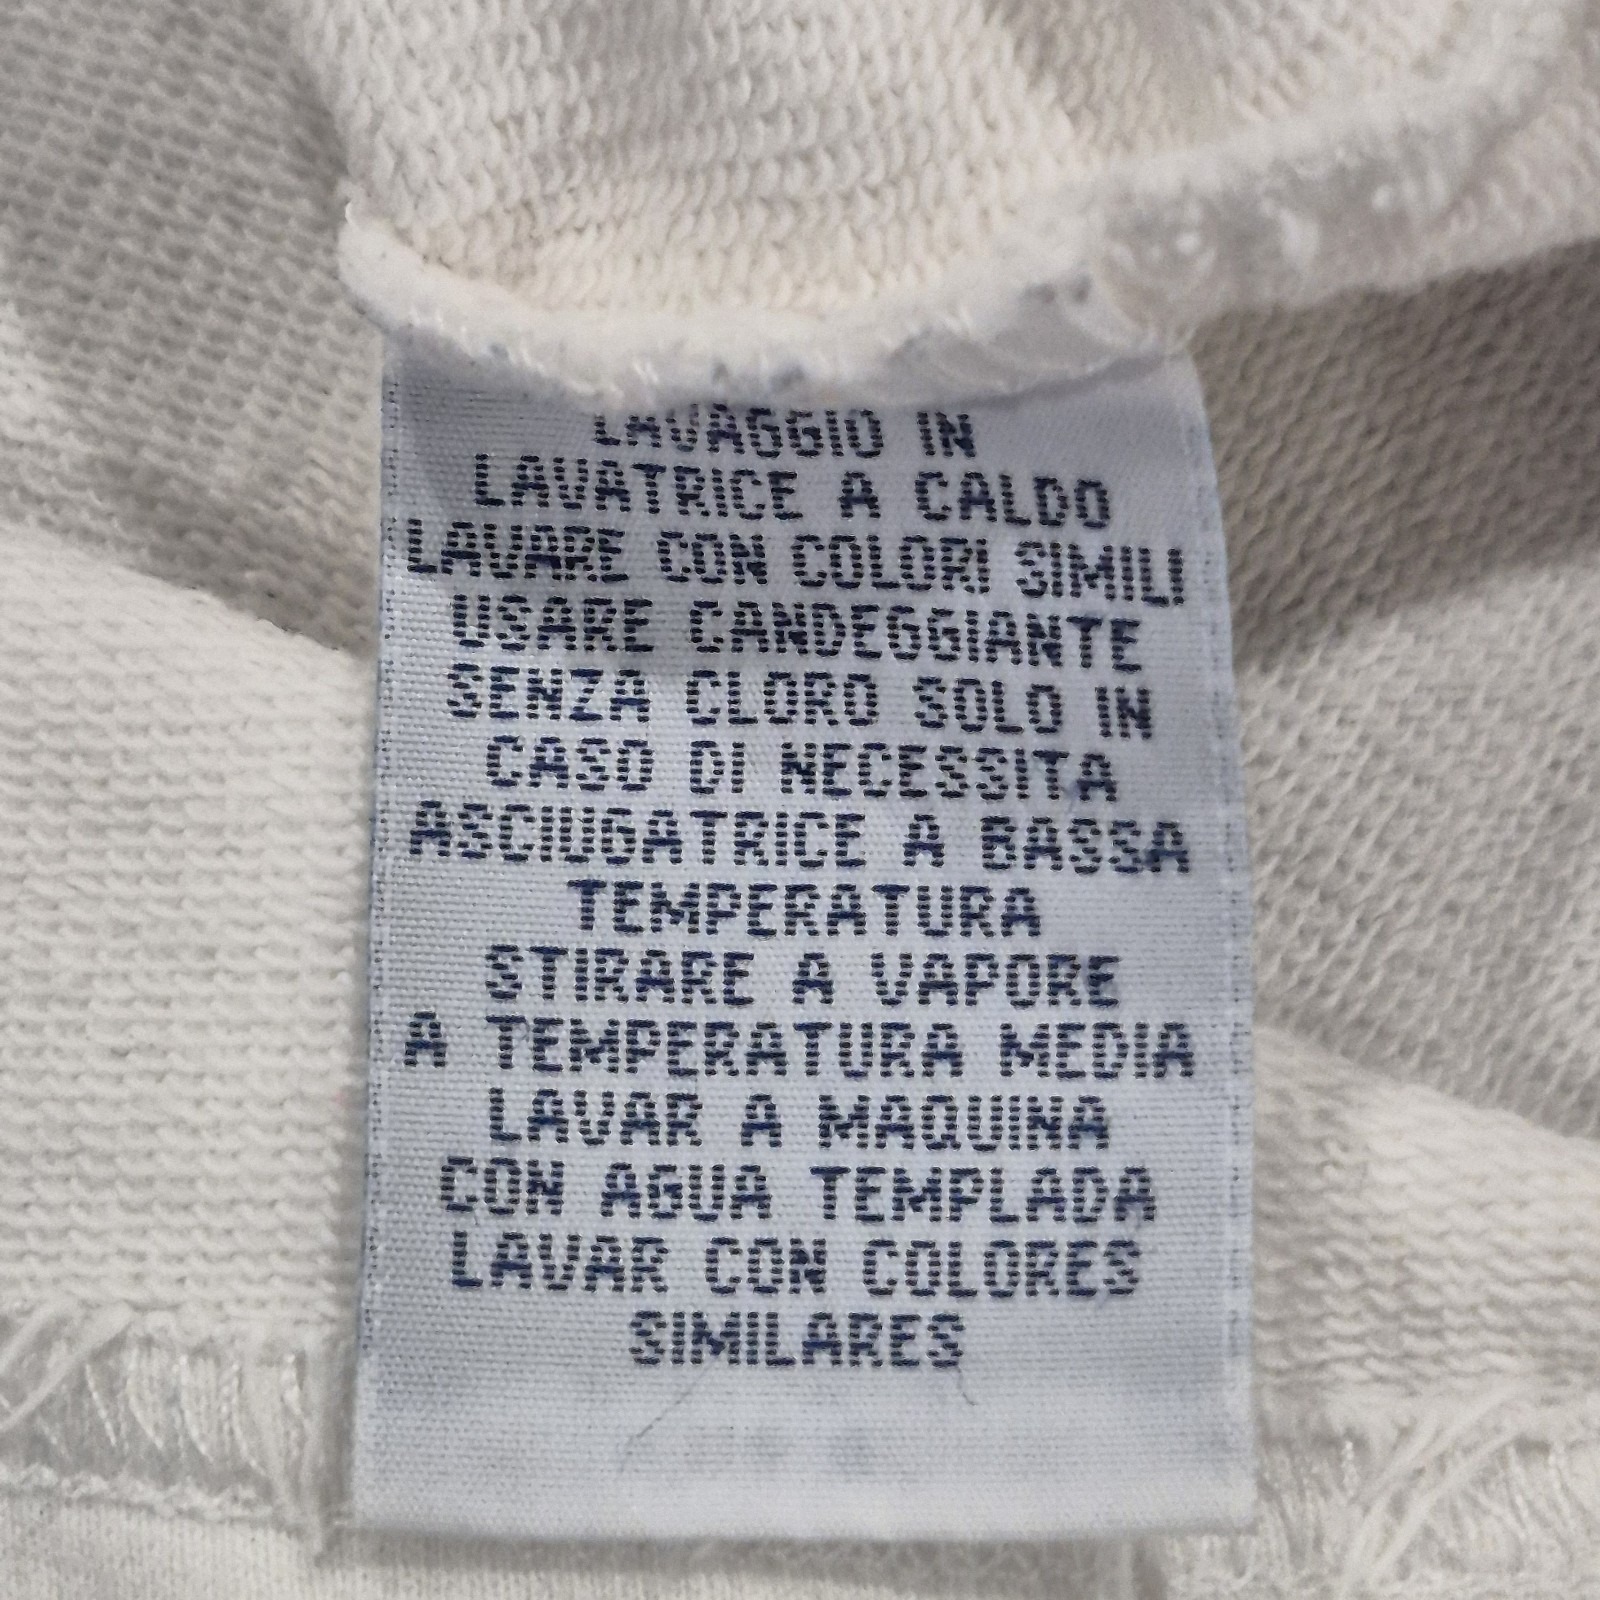 LAVAGGIO IN
LAVATRICE A CALDO
LAVARE CON COLORI SIMILI
USARE CANDEGGIANTE
SENZA CLORO SOLO IN
CASO DI NECESSITA
ASCIUGATRICE A BASSA
TEMPERATURA
STIRARE A VAPORE
A TEMPERATURA MEDIA
LAVAR A MAQUINA
CON AGUA TEMPLADA
LAVAR CON COLORES
SIMILARES